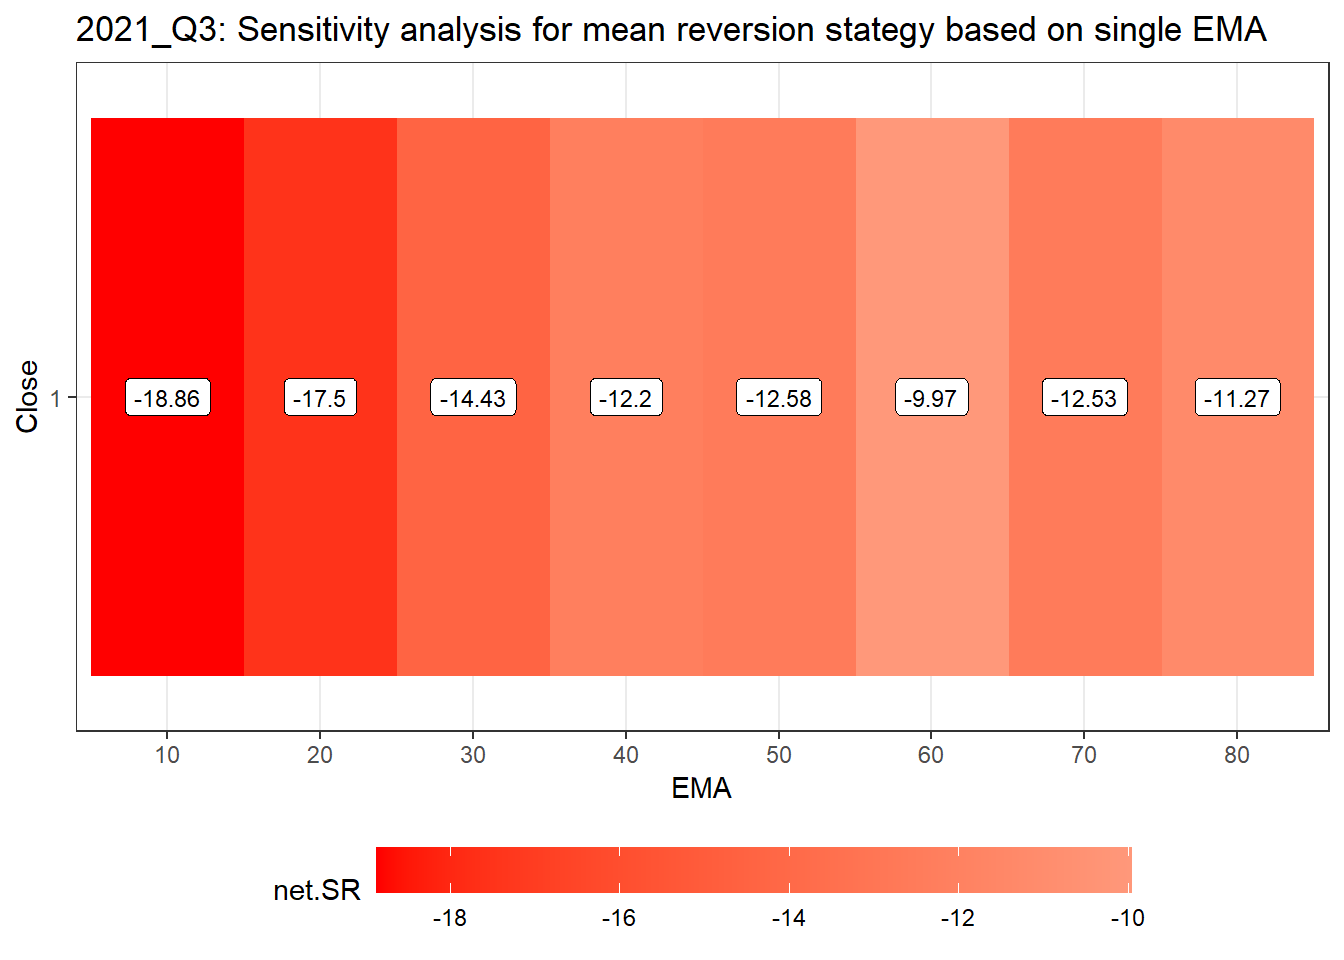 2021_Q3: Sensitivity analysis for mean reversion stategy based on single EMA
Close
1
-18.86 -17.5 -14.43 -12.2 -12.58 -9.97 -12.53 -11.27
10 20 30 40 50 60 70 80
EMA
net.SR
-18 -16 -14 -12 -10